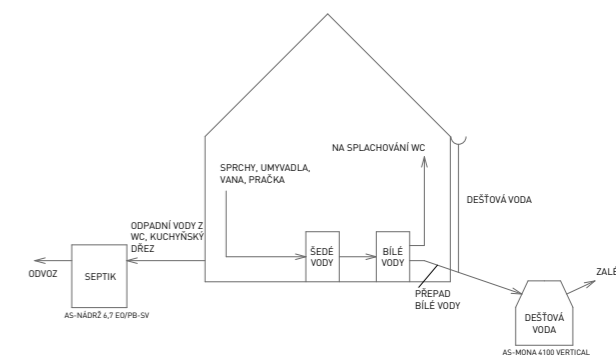 NA SPLACHOVÁNÍ WC
SPRCHY, UMYVADLA,
VANA, PRAČKA
DEŠŤOVÁ VODA
ODPADNÍ VODY Z
WC, KUCHYŇSKÝ
DŘEZ
ŠEDÉ
VODY
BÍLÉ
VODY
ODVOZ
SEPTIK
ZALÉ
PŘEPAD
BÍLÉ VODY
AS-NÁDRŽ 6,7 EO/PB-SV
DEŠŤOVÁ
VODA
AS-MONA 4100 VERTICAL